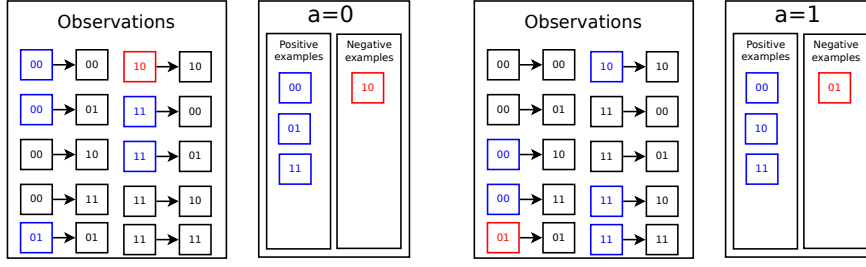 Observations
00 00 10 10
00 01 11 00
00 10 11 01
00 11 11 10
01 01 11 11
a=0
Positive examples
Negative examples
00 10
01
11
Observations
00 00 10 10
00 01 11 00
00 10 11 01
00 11 11 10
01 01 11 11
a=1
Positive examples
Negative examples
00 01
10
11